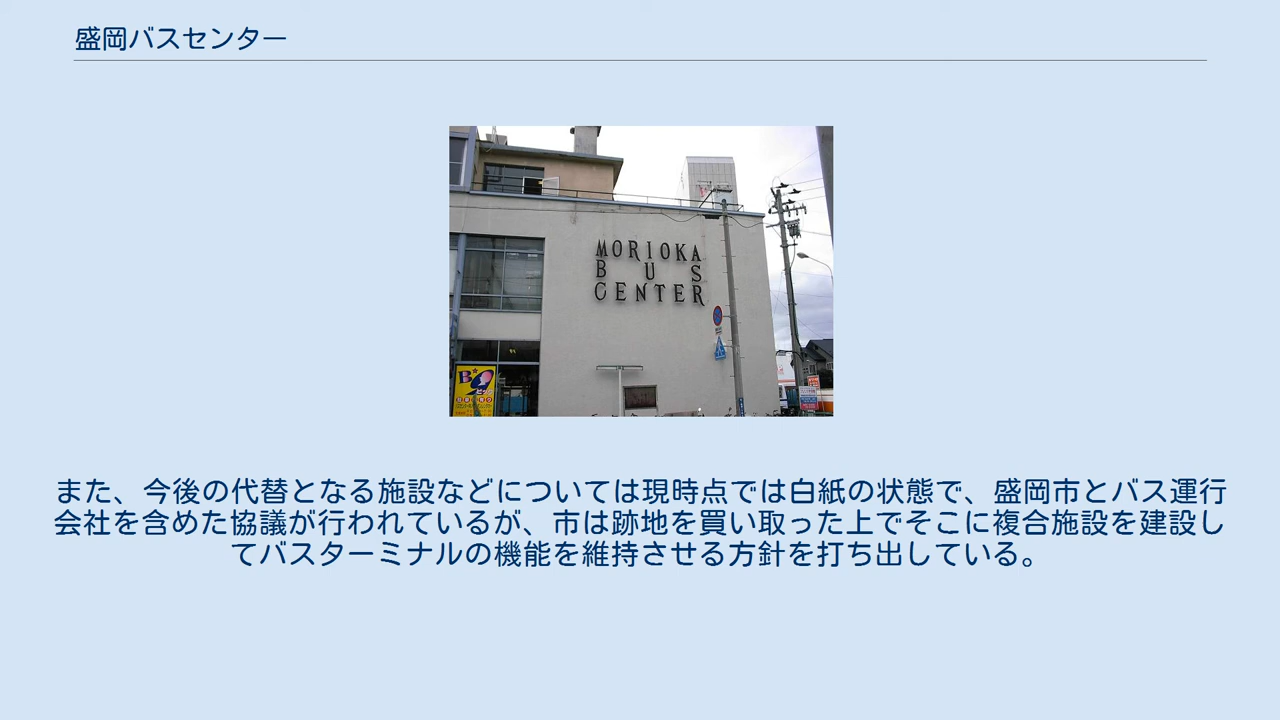 盛岡バスセンター
MORIOKA
BUS
CENTER
また、今後の代替となる施設などについては現時点では白紙の状態で、盛岡市とバス運行
会社を含めた協議が行われているが、市は跡地を買い取った上でそこに複合施設を建設し
てバスターミナルの機能を維持させる方針を打ち出している。